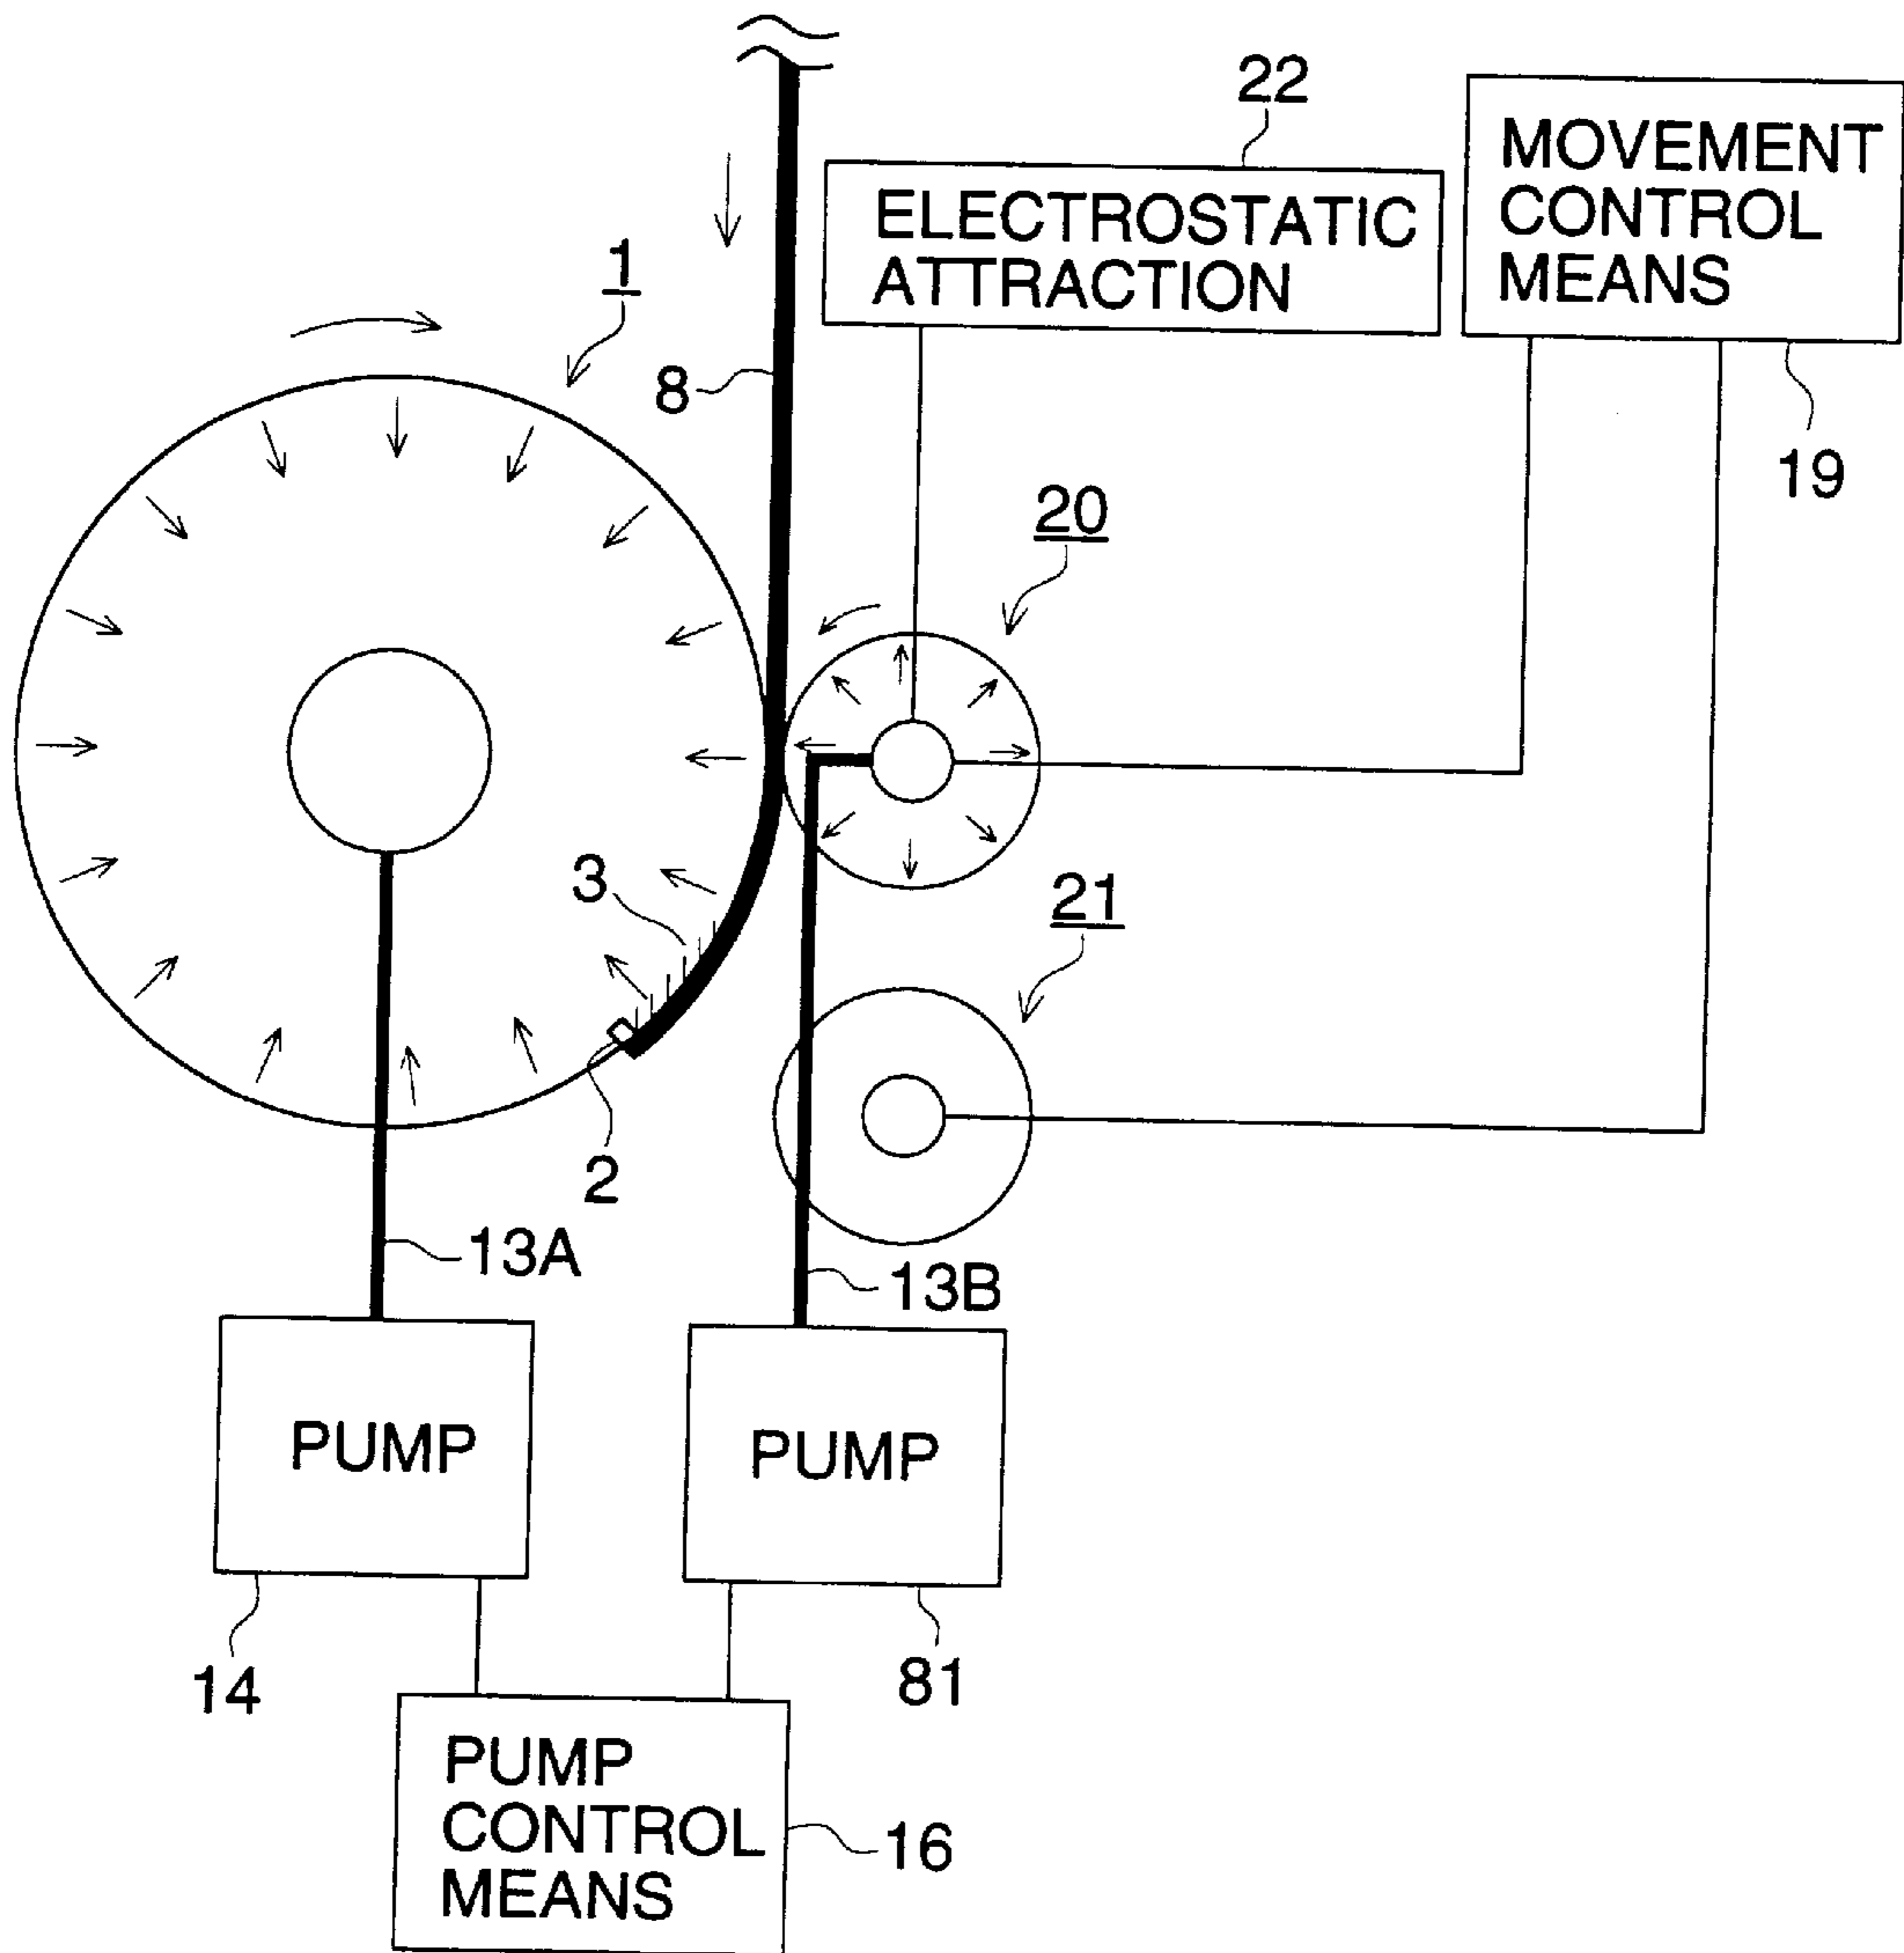 22
ELECTROSTATIC
ATTRACTION
MOVEMENT
CONTROL
MEANS
1
8
19
20
3
21
2
13A
13B
PUMP
PUMP
14
81
PUMP
CONTROL
MEANS
16